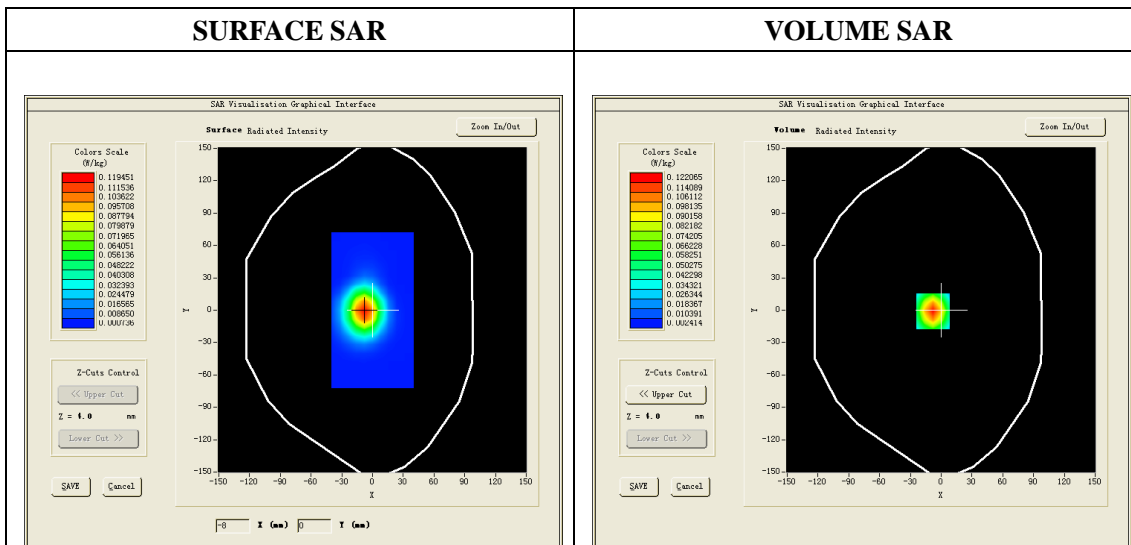 SURFACE SAR
VOLUME SAR
SAR Visualisation Graphical Interface
Surface Radiated Intensity
Zoom In/Out
Colors Scale
(W/kg)
0.119451
0.111536
0.103622
0.095708
0.087794
0.079879
0.071965
0.064051
0.056136
0.048222
0.040308
0.032393
0.024479
0.016565
0.008650
0.000736
150
120
90
60
30
0
-30
-60
-90
-120
-150
Y
-150 -120 -90 -60 -30 0 30 60 90 120 150
X
Z-Cuts Control
<< Upper Cut
Z = 4.0 mm
Lower Cut >>
SAVE Cancel
-8 X (mm) 0 Y (mm)
SAR Visualisation Graphical Interface
Volume Radiated Intensity
Zoom In/Out
Colors Scale
(W/kg)
0.122065
0.114089
0.106112
0.098135
0.090158
0.082182
0.074205
0.066228
0.058251
0.050275
0.042298
0.034321
0.026344
0.018367
0.010391
0.002414
150
120
90
60
30
0
-30
-60
-90
-120
-150
Y
-150 -120 -90 -60 -30 0 30 60 90 120 150
X
Z-Cuts Control
<< Upper Cut
Z = 4.0 mm
Lower Cut >>
SAVE Cancel